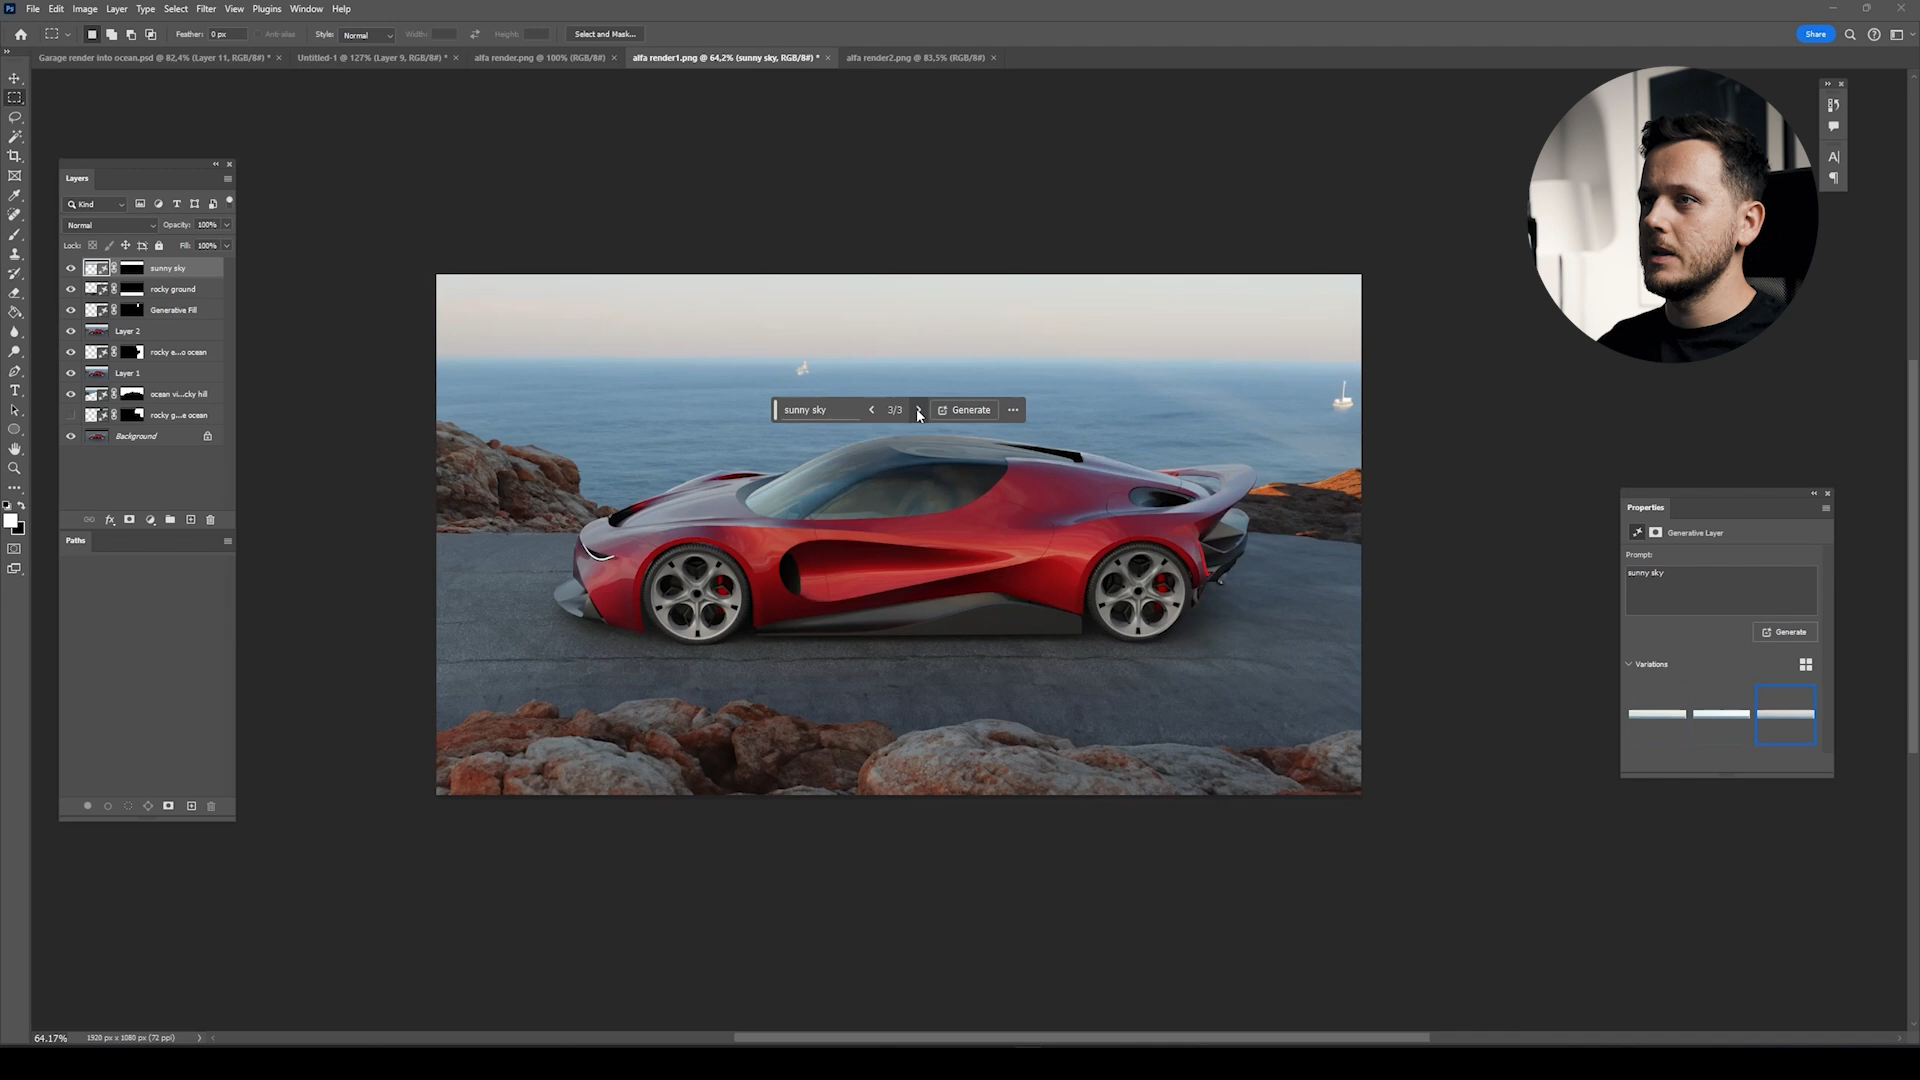 Ps File Edit Image Layer Type Select Filter View Plugins Window Help
Feather: 0 px Anti-alias Style: Normal Width: Height: Select and Mask... Share
Garage render into ocean.psd @ 82,4% (Layer 11, RGB/8#) * × Untitled-1 @ 127% (Layer 9, RGB/8#) * × alfa render.png @ 100% (RGB/8#) × alfa render1.png @ 64,2% (sunny sky, RGB/8#) * × alfa render2.png @ 83,5% (RGB/8#) ×
Layers
Kind
Normal Opacity: 100%
Lock: Fill: 100%
sunny sky
rocky ground
Generative Fill
Layer 2
rocky e...o ocean
Layer 1
ocean vi...cky hill
rocky g...e ocean
Background
fx
Paths
sunny sky 3/3 Generate ...
Properties
Generative Layer
Prompt:
sunny sky
Generate
Variations
64.17% 1920 px x 1080 px (72 ppi)